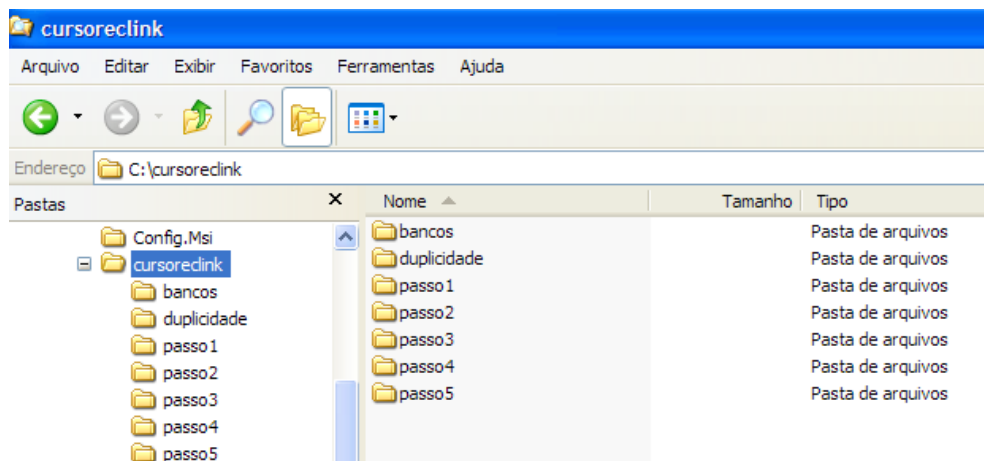 cursoreclink
Arquivo Editar Exibir Favoritos Ferramentas Ajuda
Endereço C:\cursoreclink
Pastas X Nome Tamanho Tipo
Config.Msi
cursoreclink
bancos
duplicidade
passo1
passo2
passo3
passo4
passo5
bancos Pasta de arquivos
duplicidade Pasta de arquivos
passo1 Pasta de arquivos
passo2 Pasta de arquivos
passo3 Pasta de arquivos
passo4 Pasta de arquivos
passo5 Pasta de arquivos